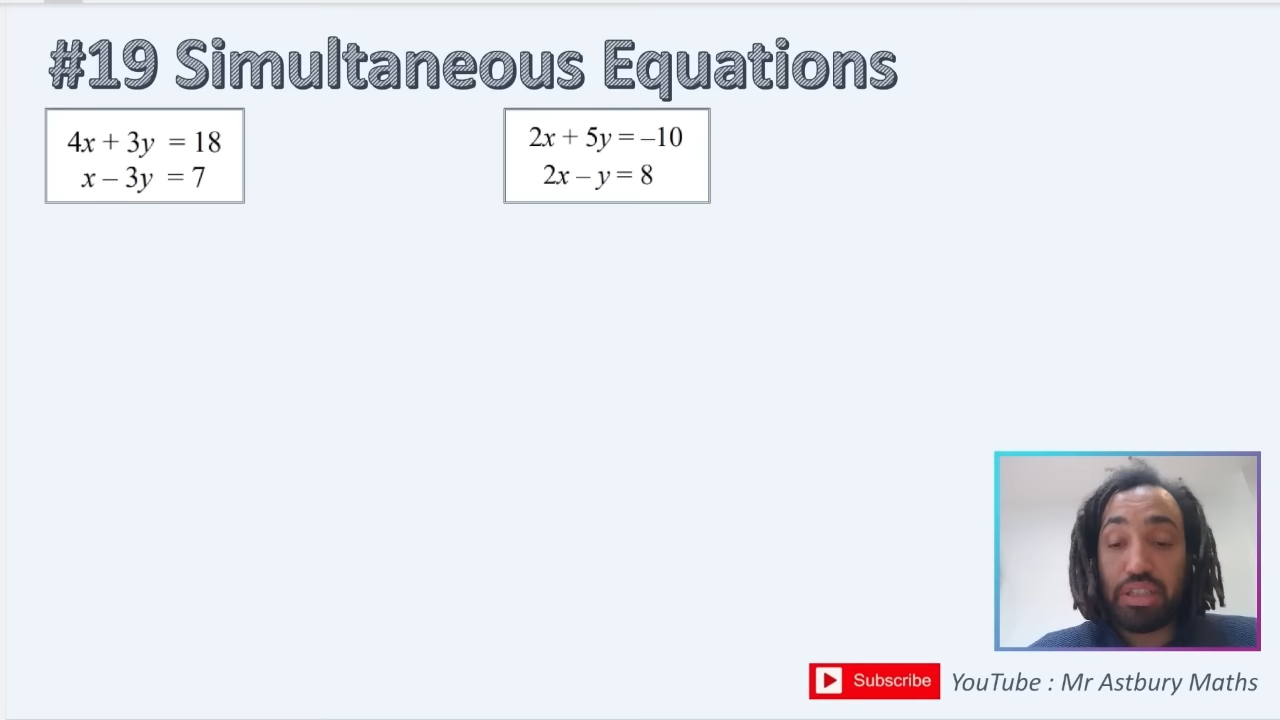 #19 Simultaneous Equations
4x + 3y = 18
x – 3y = 7
2x + 5y = –10
2x – y = 8
Subscribe
YouTube : Mr Astbury Maths